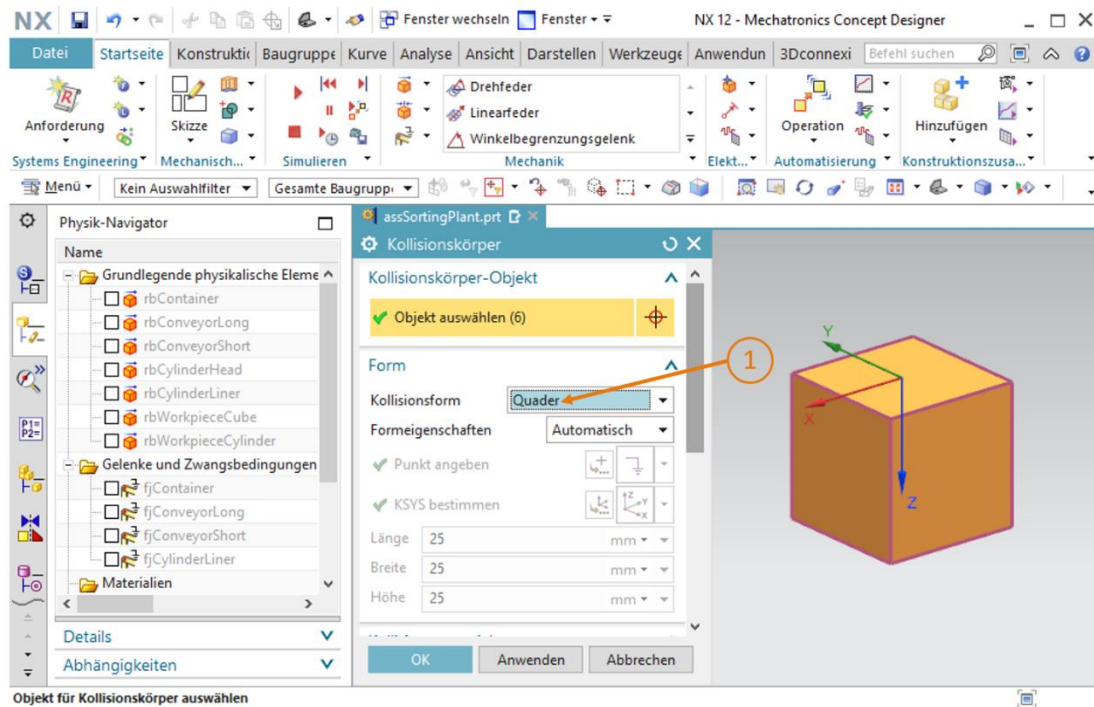 NX Fenster wechseln Fenster NX 12 - Mechatronics Concept Designer
Datei Startseite Konstruktic Baugruppe Kurve Analyse Ansicht Darstellen Werkzeuge Anwendun 3Dconnexi Befehl suchen
Drehfeder
Linearfeder
Winkelbegrenzungsgelenk
Anforderung Skizze Operation Hinzufügen
Systems Engineering Mechanisch... Simulieren Mechanik Elekt... Automatisierung Konstruktionszusa...
Menü Kein Auswahlfilter Gesamte Baugruppe
Physik-Navigator
Name
Grundlegende physikalische Eleme
rbContainer
rbConveyorLong
rbConveyorShort
rbCylinderHead
rbCylinderLiner
rbWorkpieceCube
rbWorkpieceCylinder
Gelenke und Zwangsbedingungen
fjContainer
fjConveyorLong
fjConveyorShort
fjCylinderLiner
Materialien
Details
Abhängigkeiten
P1=
P2=
assSortingPlant.prt
Kollisionskörper
Kollisionskörper-Objekt
Objekt auswählen (6)
Form
Kollisionsform Quader
Formeigenschaften Automatisch
Punkt angeben
KSYS bestimmen
Länge 25 mm
Breite 25 mm
Höhe 25 mm
OK Anwenden Abbrechen
1
Y
X
Z
Objekt für Kollisionskörper auswählen